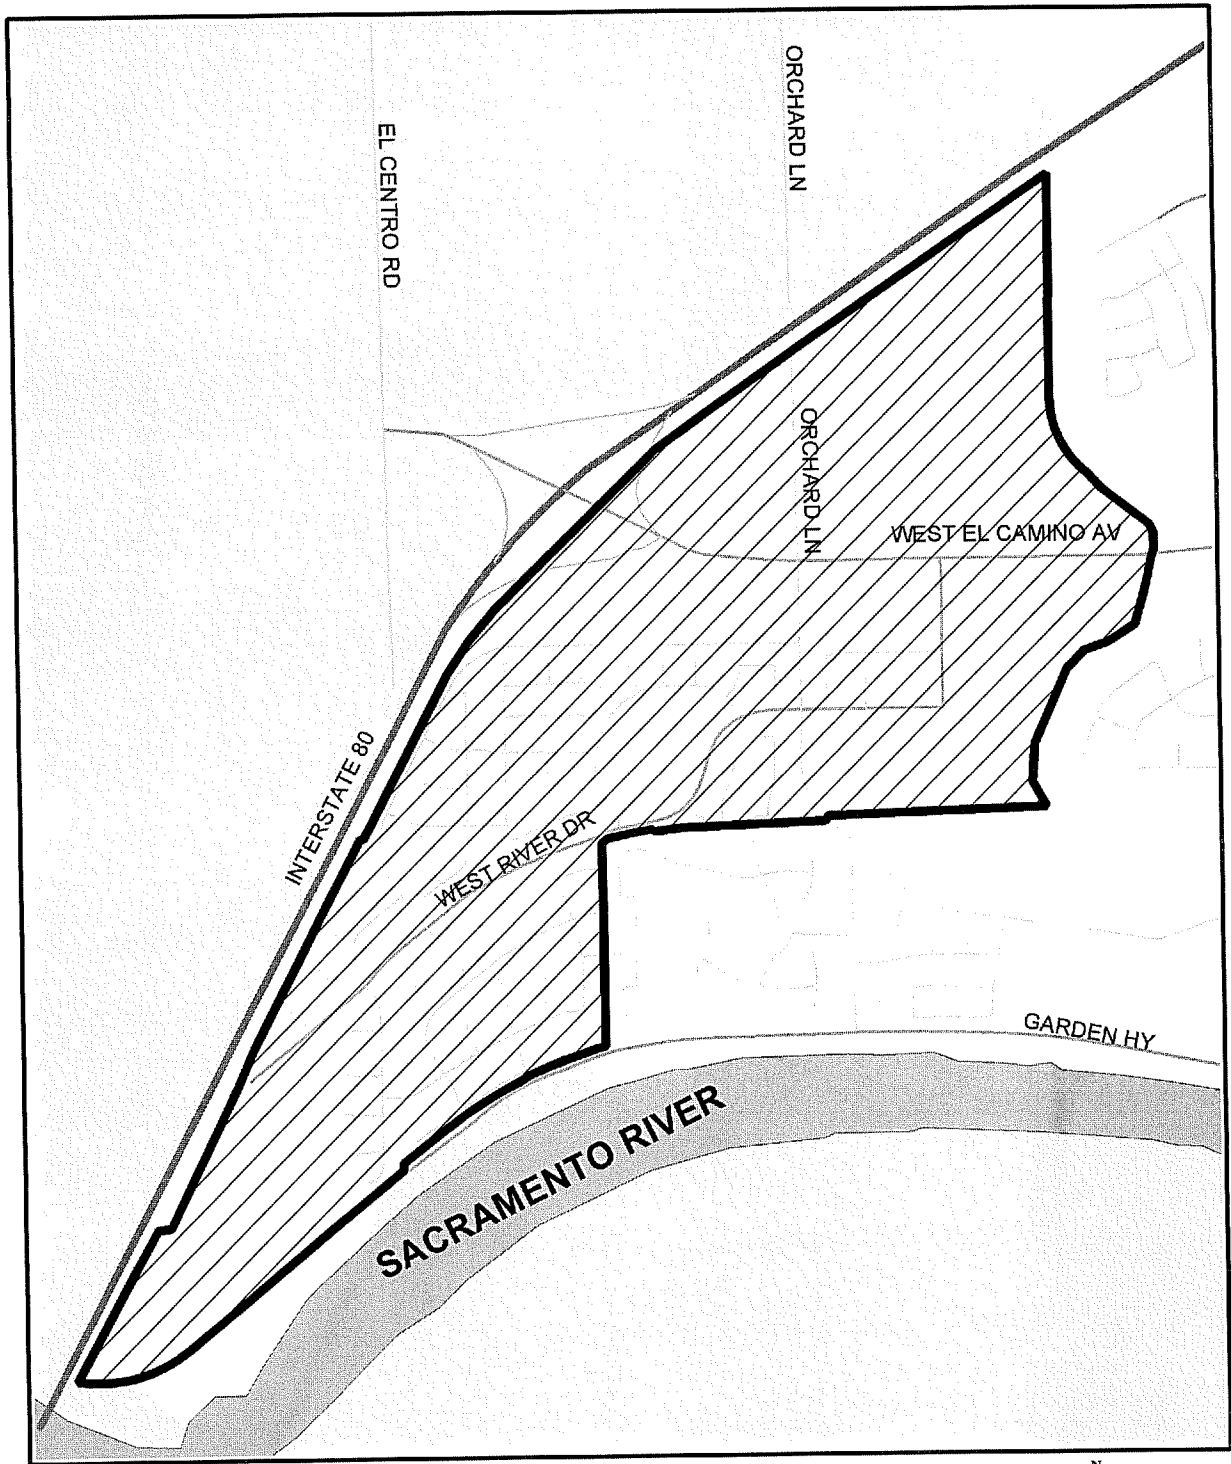 ORCHARD LN
EL CENTRO RD
ORCHARD LN
WEST EL CAMINO AV
INTERSTATE 80
WEST RIVER DR
GARDEN HY
SACRAMENTO RIVER
N